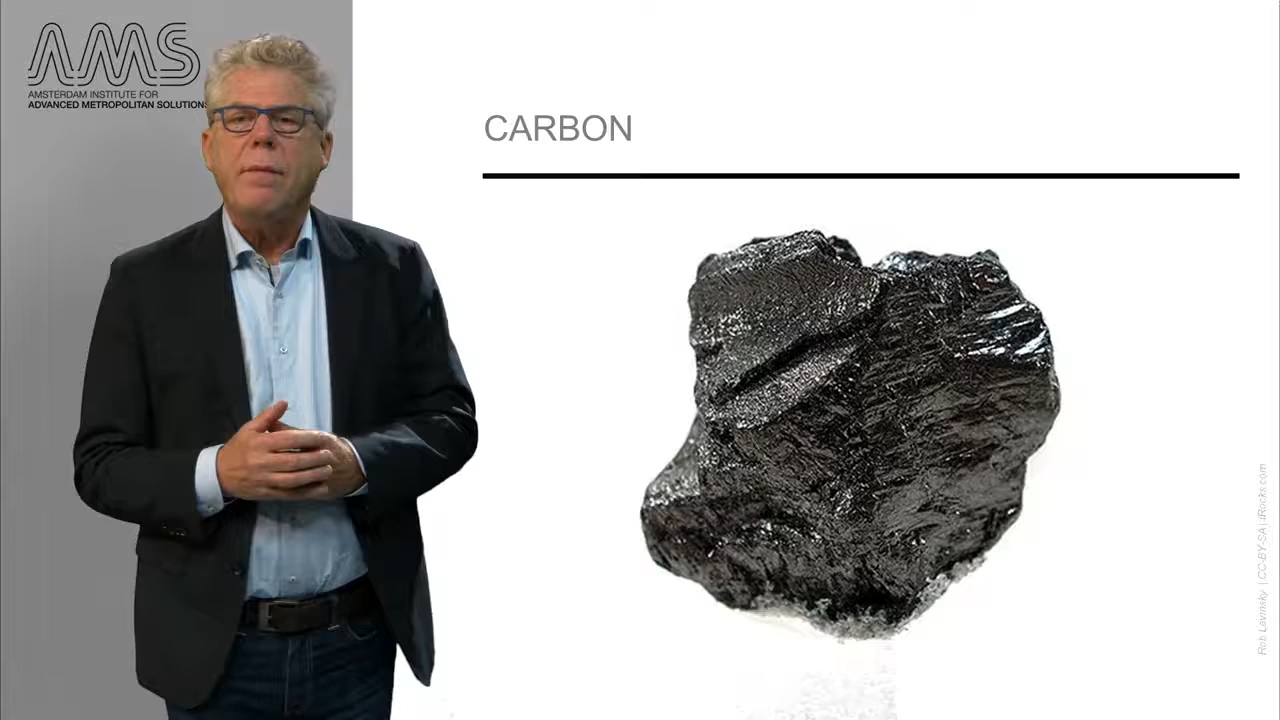 AMS
AMSTERDAM INSTITUTE FOR
ADVANCED METROPOLITAN SOLUTIONS
CARBON
Rob Lavinsky | CC-BY-SA | iRocks.com